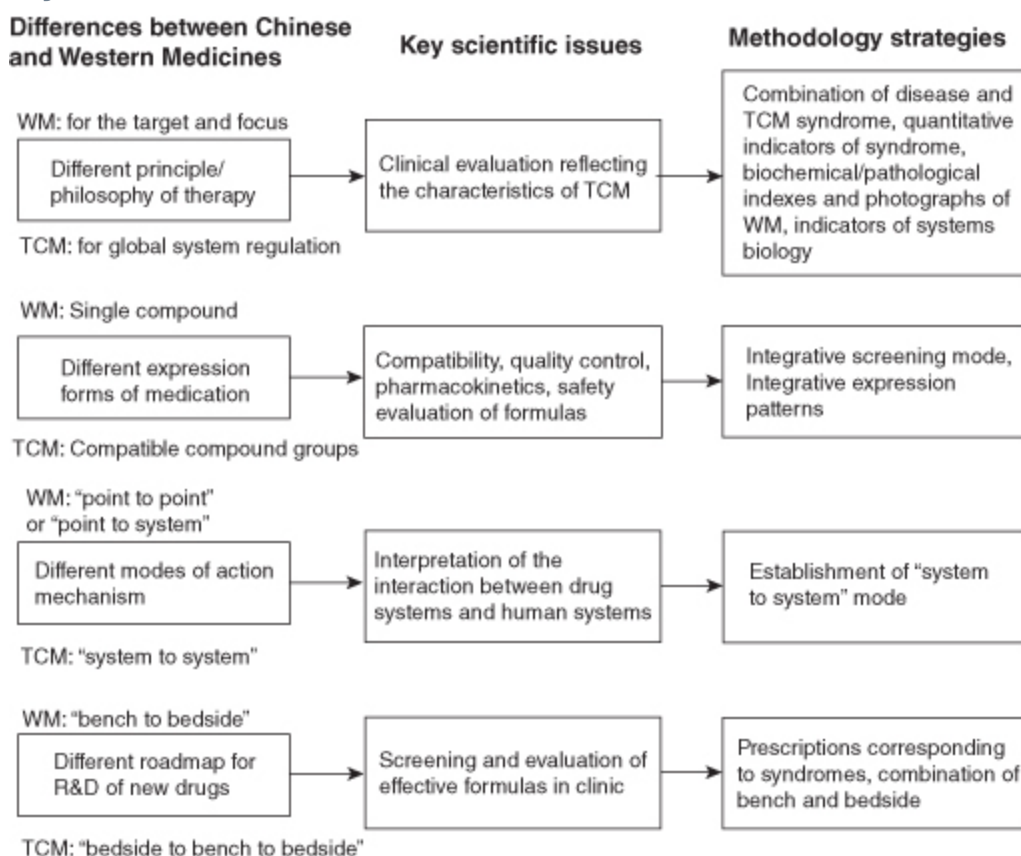 Differences between Chinese
and Western Medicines
Key scientific issues
Methodology strategies
WM: for the target and focus
Different principle/
philosophy of therapy
TCM: for global system regulation
Clinical evaluation reflecting
the characteristics of TCM
Combination of disease and
TCM syndrome, quantitative
indicators of syndrome,
biochemical/pathological
indexes and photographs of
WM, indicators of systems
biology
WM: Single compound
Different expression
forms of medication
TCM: Compatible compound groups
Compatibility, quality control,
pharmacokinetics, safety
evaluation of formulas
Integrative screening mode,
Integrative expression
patterns
WM: “point to point”
or “point to system”
Different modes of action
mechanism
TCM: “system to system”
Interpretation of the
interaction between drug
systems and human systems
Establishment of “system
to system” mode
WM: “bench to bedside”
Different roadmap for
R&D of new drugs
TCM: “bedside to bench to bedside”
Screening and evaluation of
effective formulas in clinic
Prescriptions corresponding
to syndromes, combination of
bench and bedside